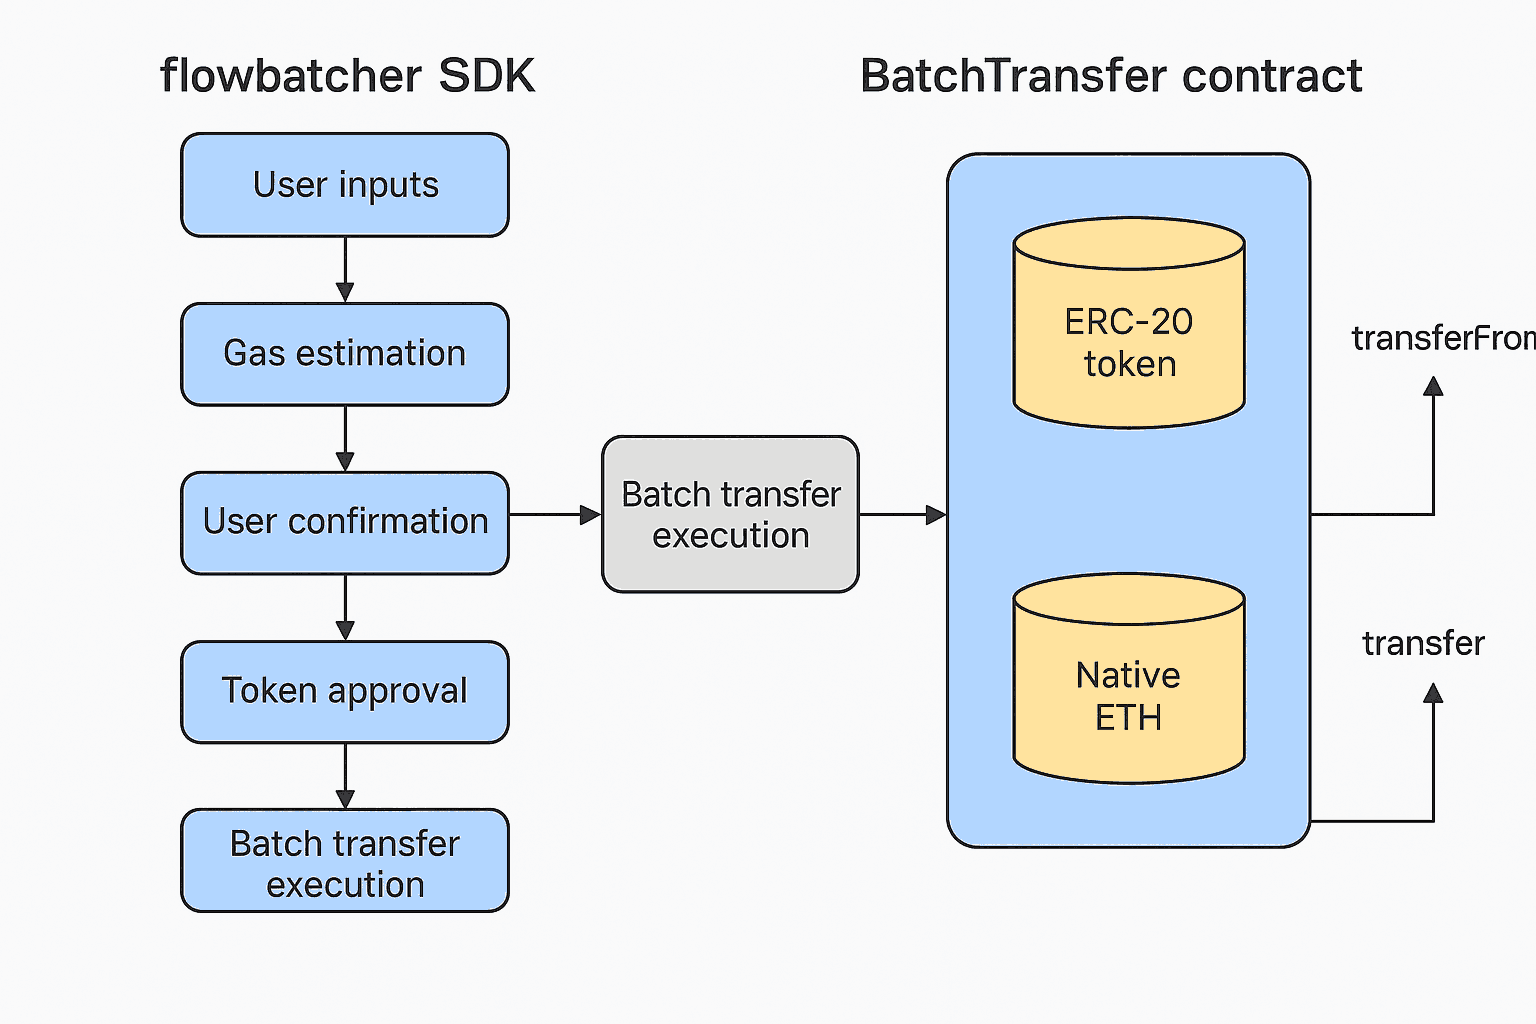 flowbatcher SDK
User inputs
Gas estimation
User confirmation
Token approval
Batch transfer
execution
Batch transfer
execution
BatchTransfer contract
ERC-20
token
Native
ETH
transferFrom
transfer